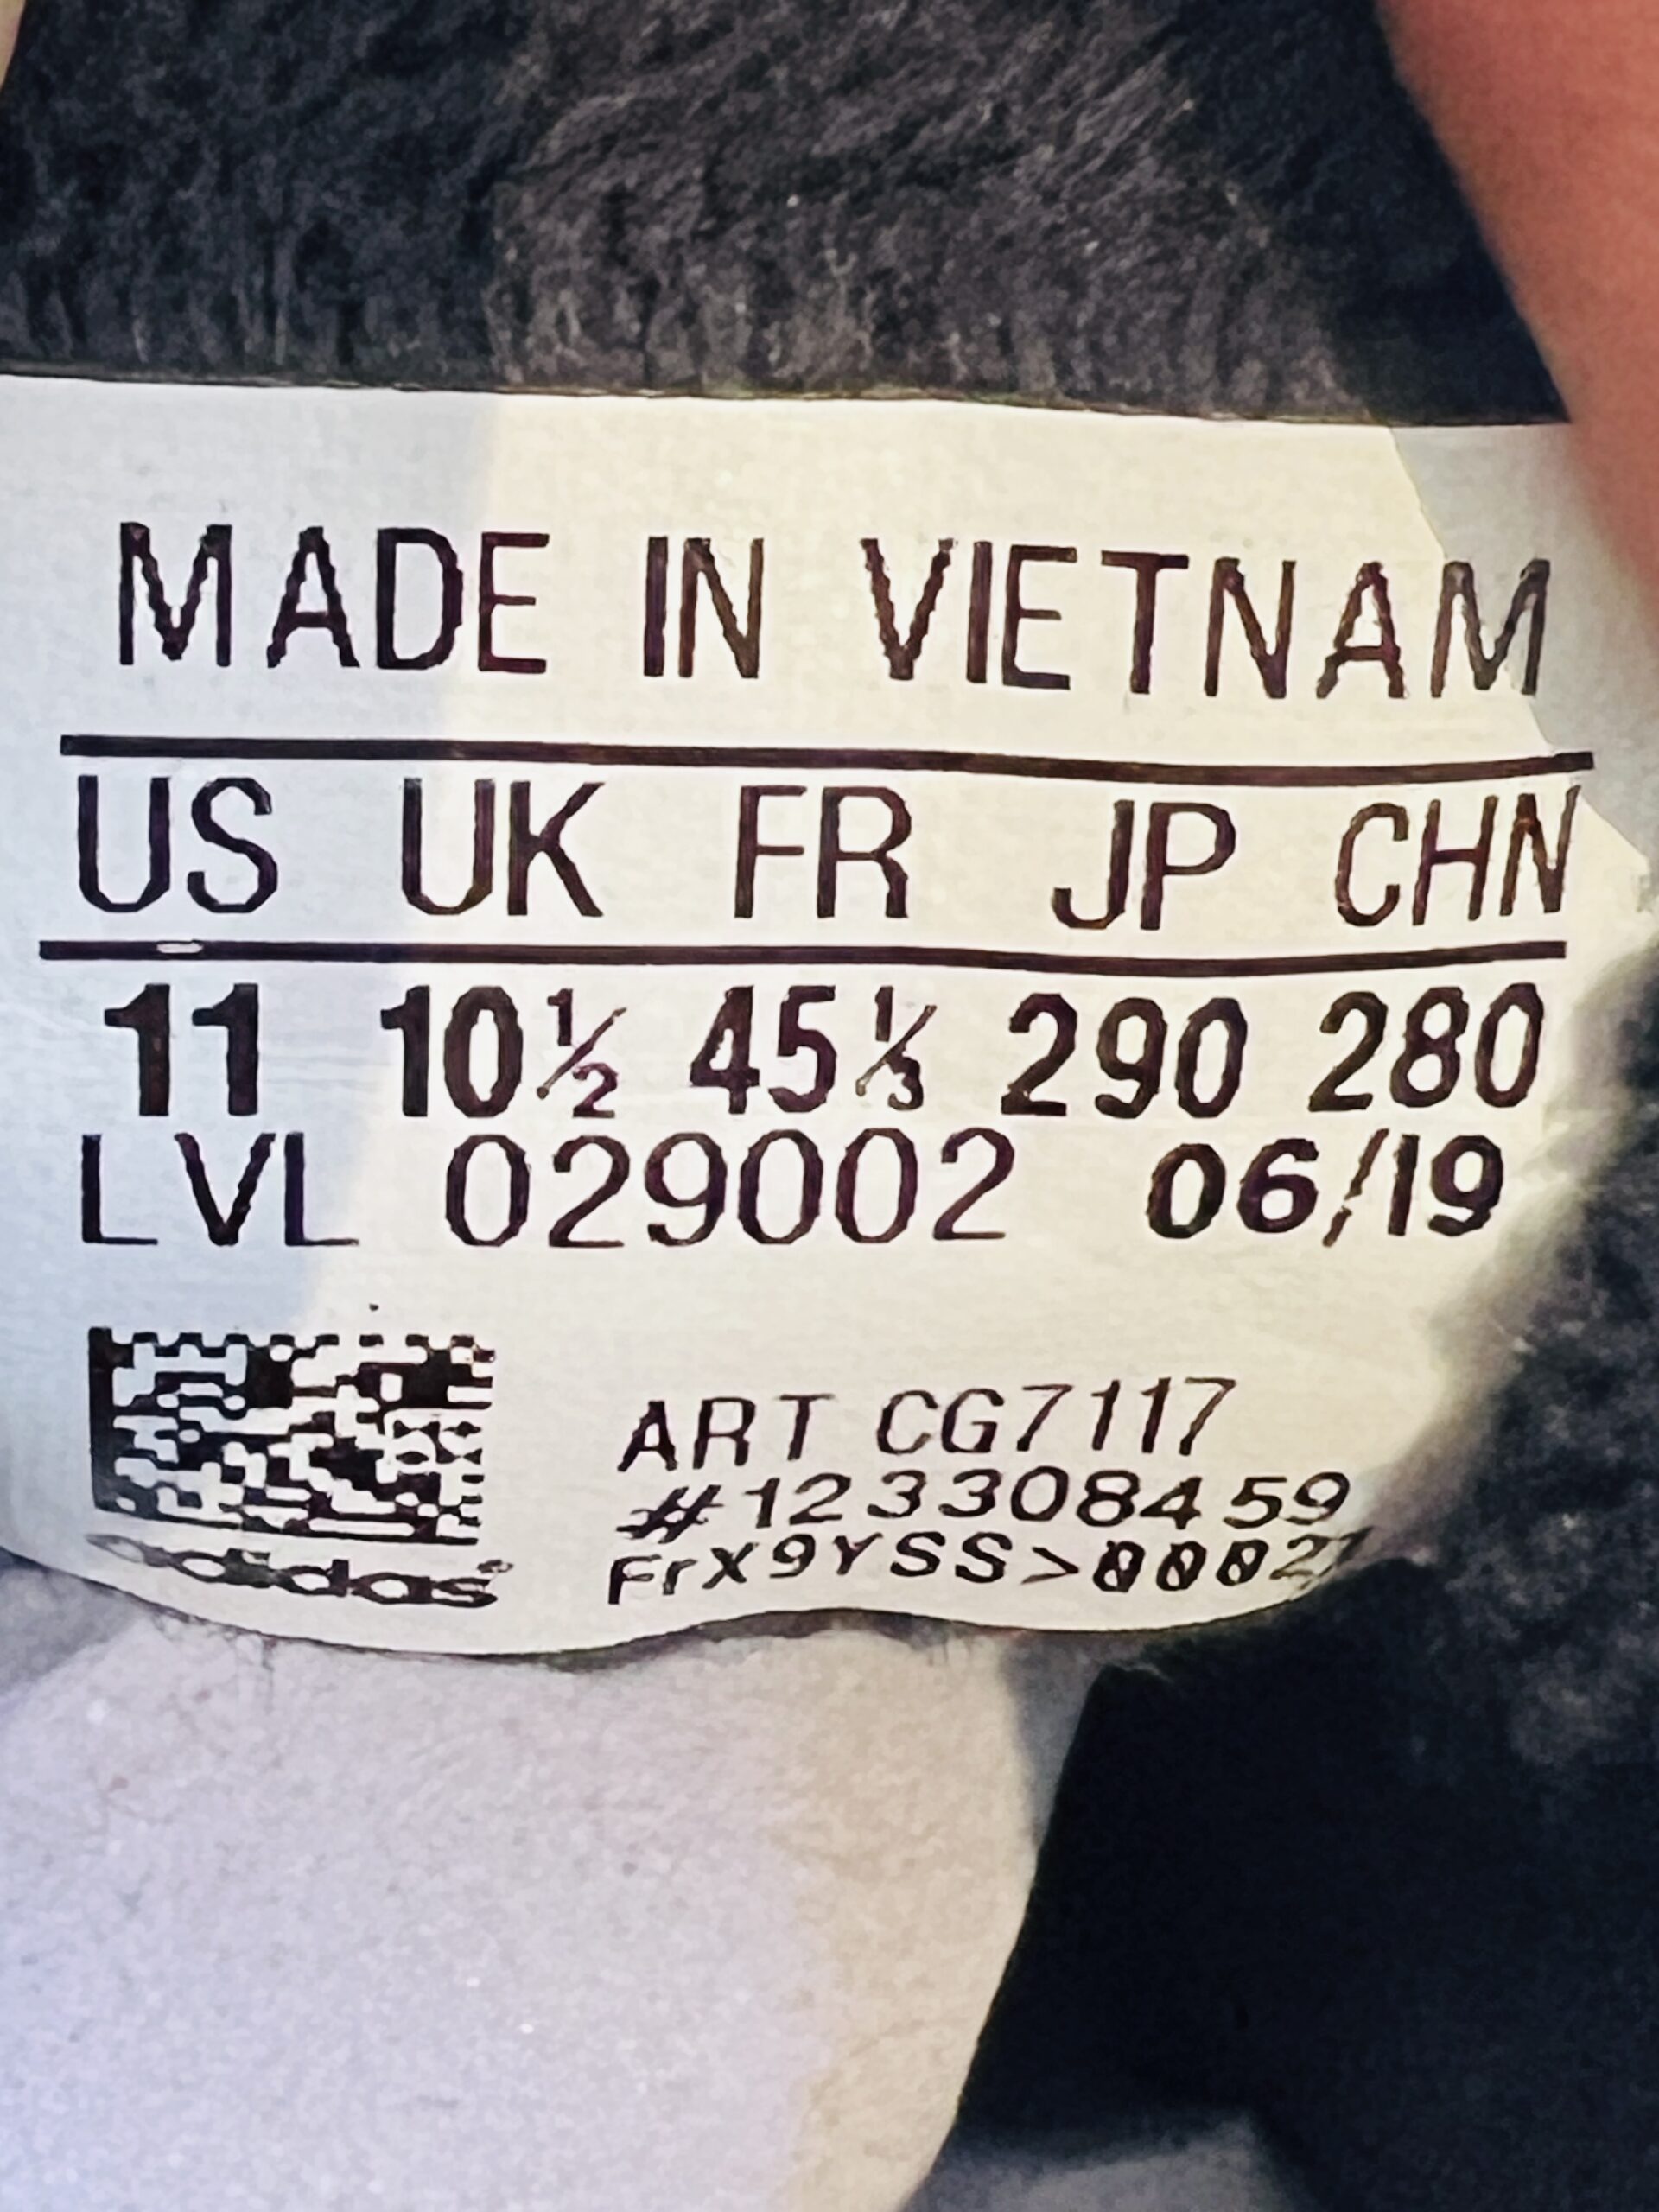 MADE IN VIETNAM
US UK FR JP CHN
11 10½ 45⅓ 290 280
LVL 029002 06/19
ART CG7117
#123308459
adidas®